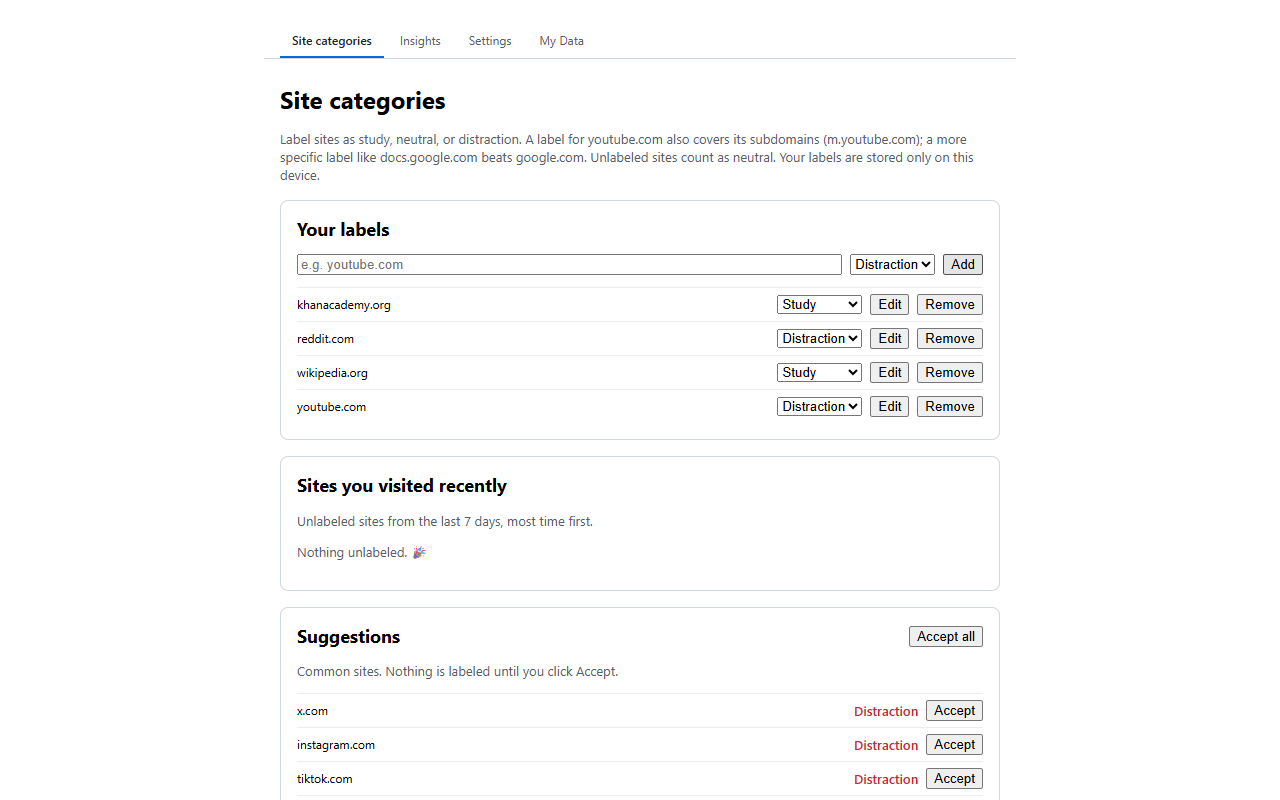 Site categories Insights Settings My Data
Site categories
Label sites as study, neutral, or distraction. A label for youtube.com also covers its subdomains (m.youtube.com); a more
specific label like docs.google.com beats google.com. Unlabeled sites count as neutral. Your labels are stored only on this
device.
Your labels
e.g. youtube.com Distraction Add
khanacademy.org Study Edit Remove
reddit.com Distraction Edit Remove
wikipedia.org Study Edit Remove
youtube.com Distraction Edit Remove
Sites you visited recently
Unlabeled sites from the last 7 days, most time first.
Nothing unlabeled. 🎉
Suggestions Accept all
Common sites. Nothing is labeled until you click Accept.
x.com Distraction Accept
instagram.com Distraction Accept
tiktok.com Distraction Accept